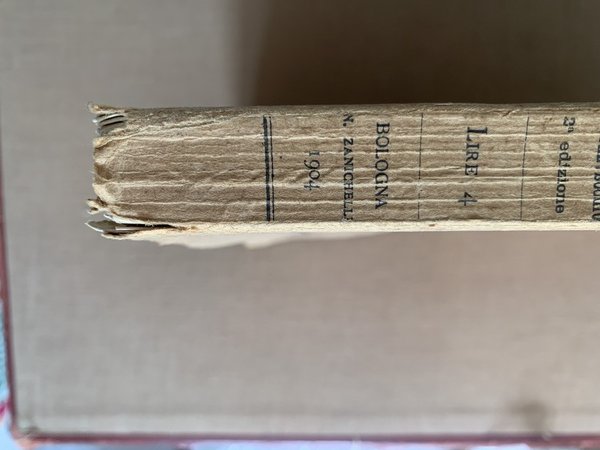 2ª edizione
LIRE 4
BOLOGNA
N. ZANICHELLI
1904